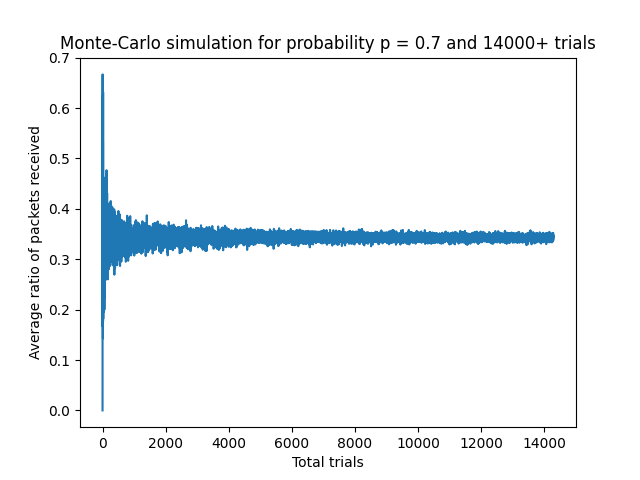 Monte-Carlo simulation for probability p = 0.7 and 14000+ trials
0.7
0.6
0.5
0.4
0.3
0.2
0.1
0.0
Average ratio of packets received
0 2000 4000 6000 8000 10000 12000 14000
Total trials